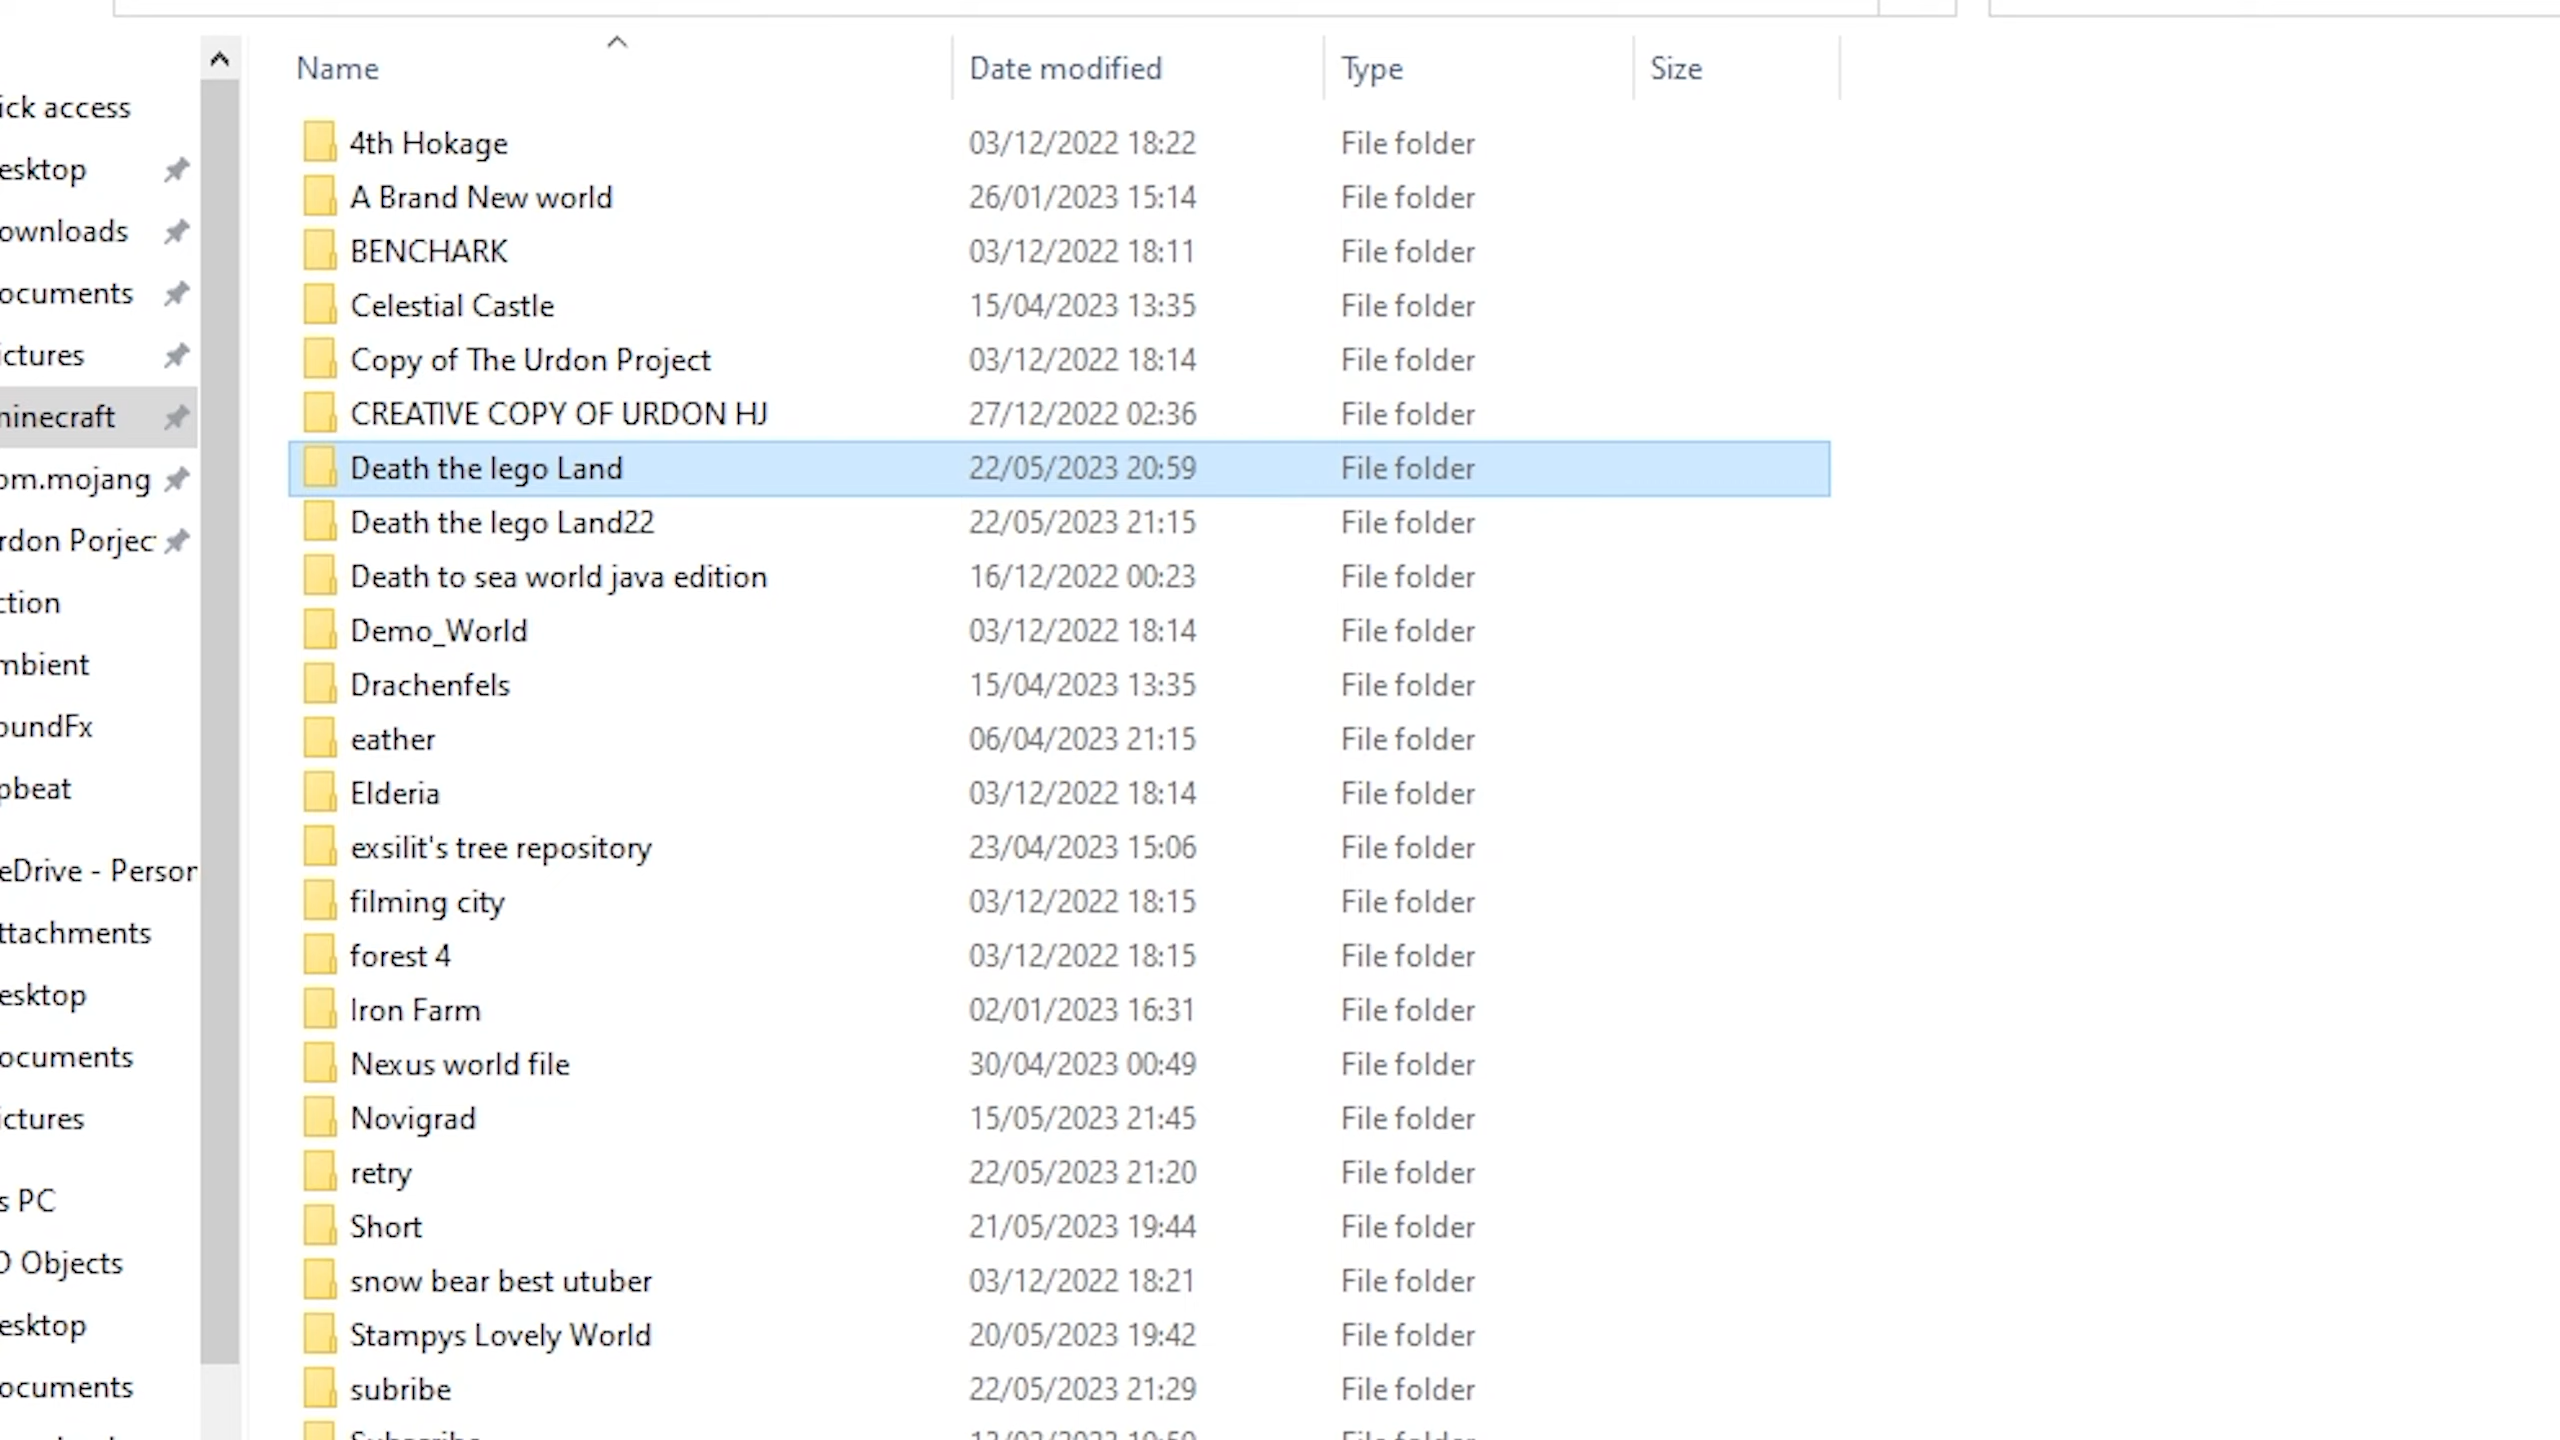 Name Date modified Type Size
ick access
esktop
ownloads
ocuments
ictures
ninecraft
om.mojang
rdon Porjec
ction
mbient
oundFx
pbeat
eDrive - Person
ttachments
esktop
ocuments
ictures
s PC
D Objects
esktop
ocuments
4th Hokage 03/12/2022 18:22 File folder
A Brand New world 26/01/2023 15:14 File folder
BENCHARK 03/12/2022 18:11 File folder
Celestial Castle 15/04/2023 13:35 File folder
Copy of The Urdon Project 03/12/2022 18:14 File folder
CREATIVE COPY OF URDON HJ 27/12/2022 02:36 File folder
Death the lego Land 22/05/2023 20:59 File folder
Death the lego Land22 22/05/2023 21:15 File folder
Death to sea world java edition 16/12/2022 00:23 File folder
Demo_World 03/12/2022 18:14 File folder
Drachenfels 15/04/2023 13:35 File folder
eather 06/04/2023 21:15 File folder
Elderia 03/12/2022 18:14 File folder
exsilit's tree repository 23/04/2023 15:06 File folder
filming city 03/12/2022 18:15 File folder
forest 4 03/12/2022 18:15 File folder
Iron Farm 02/01/2023 16:31 File folder
Nexus world file 30/04/2023 00:49 File folder
Novigrad 15/05/2023 21:45 File folder
retry 22/05/2023 21:20 File folder
Short 21/05/2023 19:44 File folder
snow bear best utuber 03/12/2022 18:21 File folder
Stampys Lovely World 20/05/2023 19:42 File folder
subribe 22/05/2023 21:29 File folder